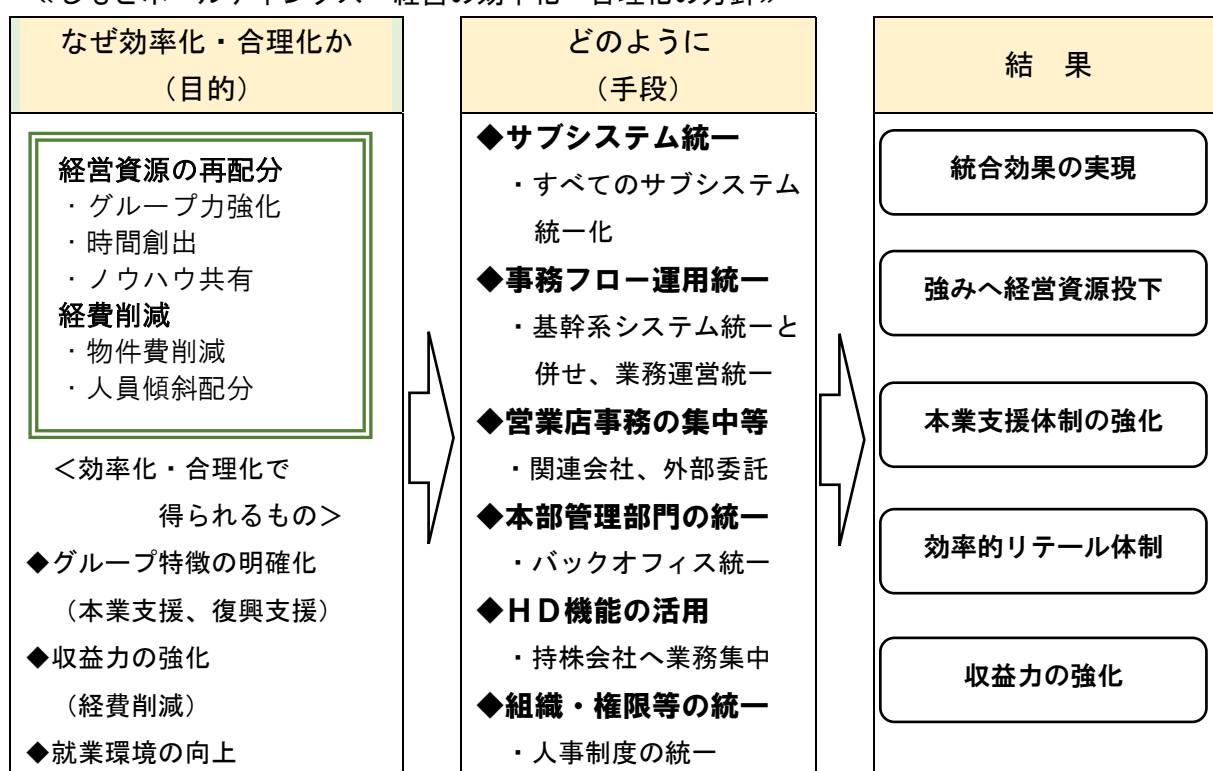 なぜ効率化・合理化か
（目的）
経営資源の再配分
・グループ力強化
・時間創出
・ノウハウ共有
経費削減
・物件費削減
・人員傾斜配分
＜効率化・合理化で
得られるもの＞
◆グループ特徴の明確化
（本業支援、復興支援）
◆収益力の強化
（経費削減）
◆就業環境の向上
どのように
（手段）
◆サブシステム統一
・すべてのサブシステム
統一化
◆事務フロー運用統一
・基幹系システム統一と
併せ、業務運営統一
◆営業店事務の集中等
・関連会社、外部委託
◆本部管理部門の統一
・バックオフィス統一
◆ＨＤ機能の活用
・持株会社へ業務集中
◆組織・権限等の統一
・人事制度の統一
結　果
統合効果の実現
強みへ経営資源投下
本業支援体制の強化
効率的リテール体制
収益力の強化